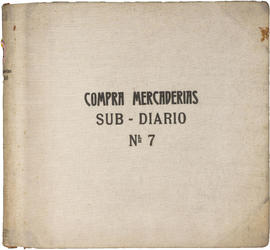 COMPRA MERCADERIAS
SUB - DIARIO
Nº 7